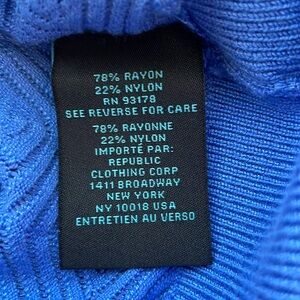 78% RAYON
22% NYLON
RN 93178
SEE REVERSE FOR CARE
78% RAYONNE
22% NYLON
IMPORTÉ PAR:
REPUBLIC
CLOTHING CORP
1411 BROADWAY
NEW YORK
NY 10018 USA
ENTRETIEN AU VERSO